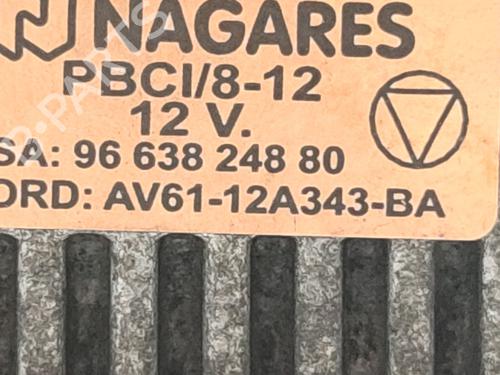 NAGARES
PBCI/8-12
12 V.
SA: 96 638 248 80
ORD: AV61-12A343-BA